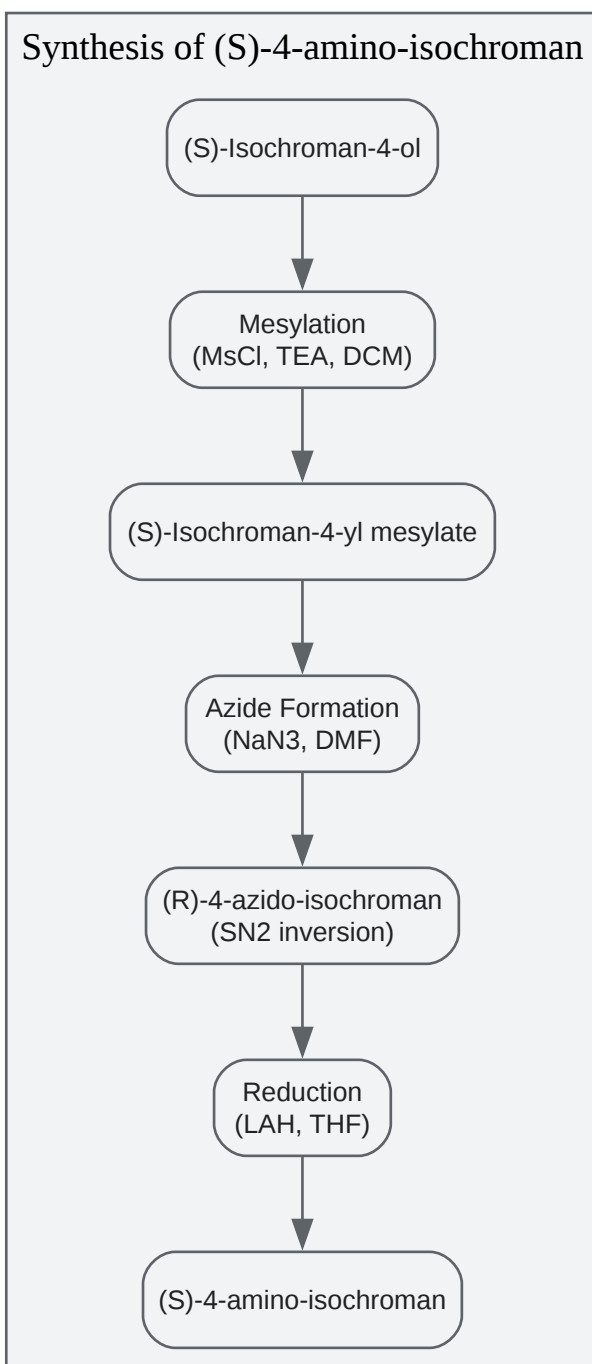 Synthesis of (S)-4-amino-isochroman
(S)-Isochroman-4-ol
Mesylation
(MsCl, TEA, DCM)
(S)-Isochroman-4-yl mesylate
Azide Formation
(NaN3, DMF)
(R)-4-azido-isochroman
(SN2 inversion)
Reduction
(LAH, THF)
(S)-4-amino-isochroman